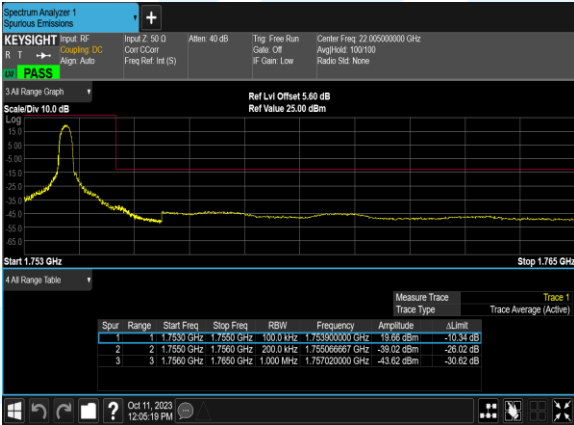 Spectrum Analyzer 1
Spurious Emissions
+
KEYSIGHT Input: RF Input Z: 50 Ω Atten: 40 dB Trig: Free Run Center Freq: 22.005000000 GHz
R T Coupling: DC Corr CCorr Gate: Off Avg|Hold: 100/100
Align: Auto Freq Ref: Int (S) IF Gain: Low Radio Std: None
PASS
3 All Range Graph
Ref Lvl Offset 5.60 dB
Scale/Div 10.0 dB Ref Value 25.00 dBm
Log
15.0
5.00
-5.00
-15.0
-25.0
-35.0
-45.0
-55.0
-65.0
Start 1.753 GHz Stop 1.765 GHz
4 All Range Table
Measure Trace Trace 1
Trace Type Trace Average (Active)
Spur Range Start Freq Stop Freq RBW Frequency Amplitude ΔLimit
1 1 1.7530 GHz 1.7550 GHz 100.0 kHz 1.753900000 GHz 19.66 dBm -10.34 dB
2 2 1.7550 GHz 1.7560 GHz 200.0 kHz 1.755066667 GHz -39.02 dBm -26.02 dB
3 3 1.7560 GHz 1.7650 GHz 1.000 MHz 1.757020000 GHz -43.62 dBm -30.62 dB
? Oct 11, 2023
12:05:19 PM